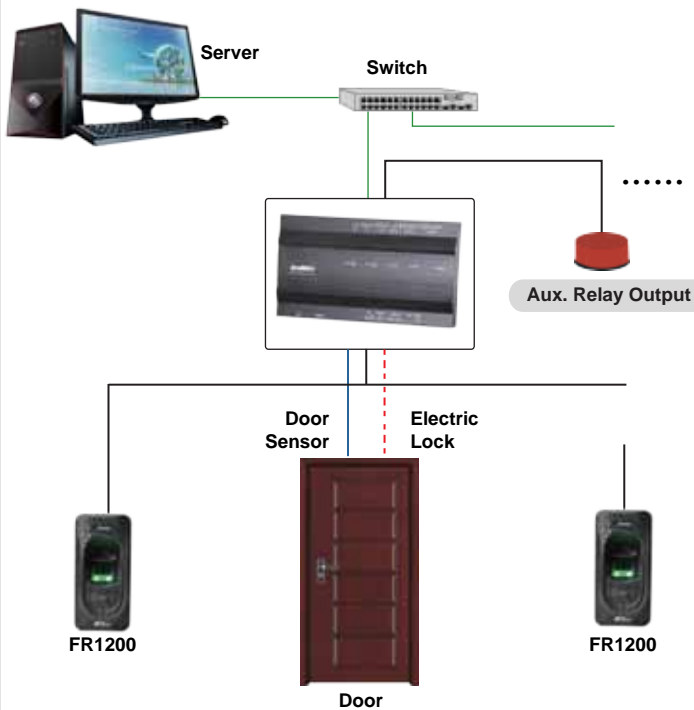 Server
Switch
......
Aux. Relay Output
Door
Sensor
Electric
Lock
FR1200
FR1200
Door